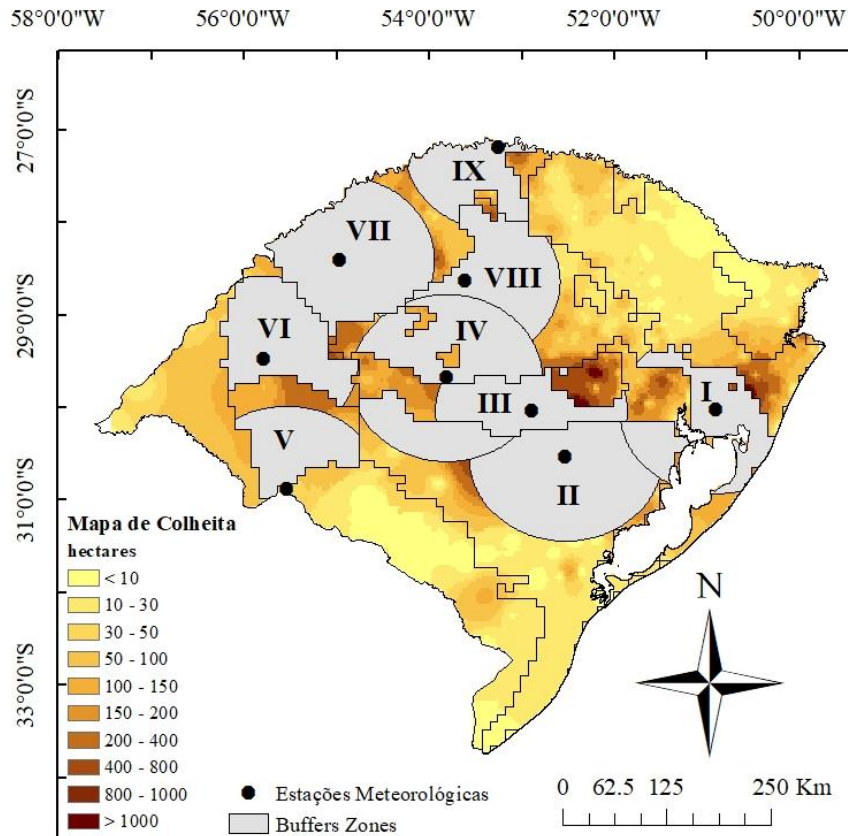 58°0'0"W 56°0'0"W 54°0'0"W 52°0'0"W 50°0'0"W
27°0'0"S
29°0'0"S
31°0'0"S
33°0'0"S
IX
VII
VIII
VI
IV
I
III
V
II
Mapa de Colheita
hectares
< 10
10 - 30
30 - 50
50 - 100
100 - 150
150 - 200
200 - 400
400 - 800
800 - 1000
> 1000
Estações Meteorológicas
Buffers Zones
N
0 62.5 125 250 Km